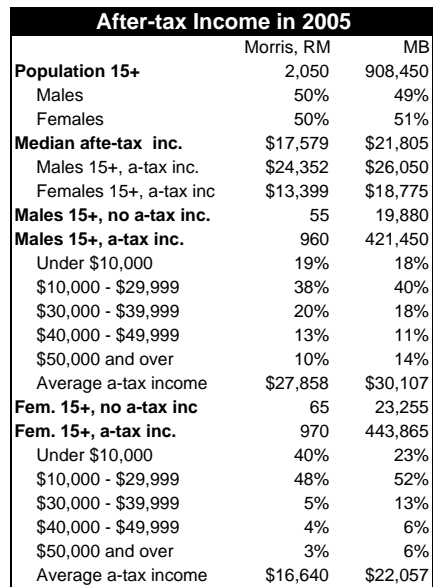 After-tax Income in 2005
Morris, RM MB
Population 15+ 2,050 908,450
Males 50% 49%
Females 50% 51%
Median afte-tax inc. $17,579 $21,805
Males 15+, a-tax inc. $24,352 $26,050
Females 15+, a-tax inc $13,399 $18,775
Males 15+, no a-tax inc. 55 19,880
Males 15+, a-tax inc. 960 421,450
Under $10,000 19% 18%
$10,000 - $29,999 38% 40%
$30,000 - $39,999 20% 18%
$40,000 - $49,999 13% 11%
$50,000 and over 10% 14%
Average a-tax income $27,858 $30,107
Fem. 15+, no a-tax inc 65 23,255
Fem. 15+, a-tax inc. 970 443,865
Under $10,000 40% 23%
$10,000 - $29,999 48% 52%
$30,000 - $39,999 5% 13%
$40,000 - $49,999 4% 6%
$50,000 and over 3% 6%
Average a-tax income $16,640 $22,057